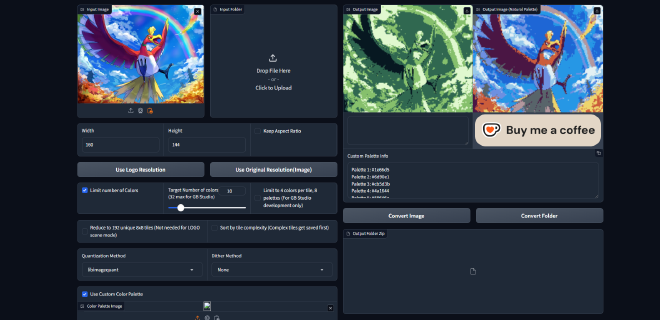 Input Image
Input Folder
Drop File Here
- or -
Click to Upload
Width
Height
Keep Aspect Ratio
160
144
Use Logo Resolution
Use Original Resolution(Image)
Limit number of Colors
Target Number of colors
(32 max for GB Studio)
10
Limit to 4 colors per tile, 8
palettes (For GB Studio
development only)
Reduce to 192 unique 8x8 tiles (Not needed for LOGO
scene mode)
Sort by tile complexity (Complex tiles get saved first)
Quantization Method
Dither Method
libimagequant
None
Use Custom Color Palette
Color Palette Image
Output Image
Output Image (Natural Palette)
Buy me a coffee
Custom Palette Info
Palette 1:
Palette 2:
Palette 3:
Palette 4:
Convert Image
Convert Folder
Output Folder Zip